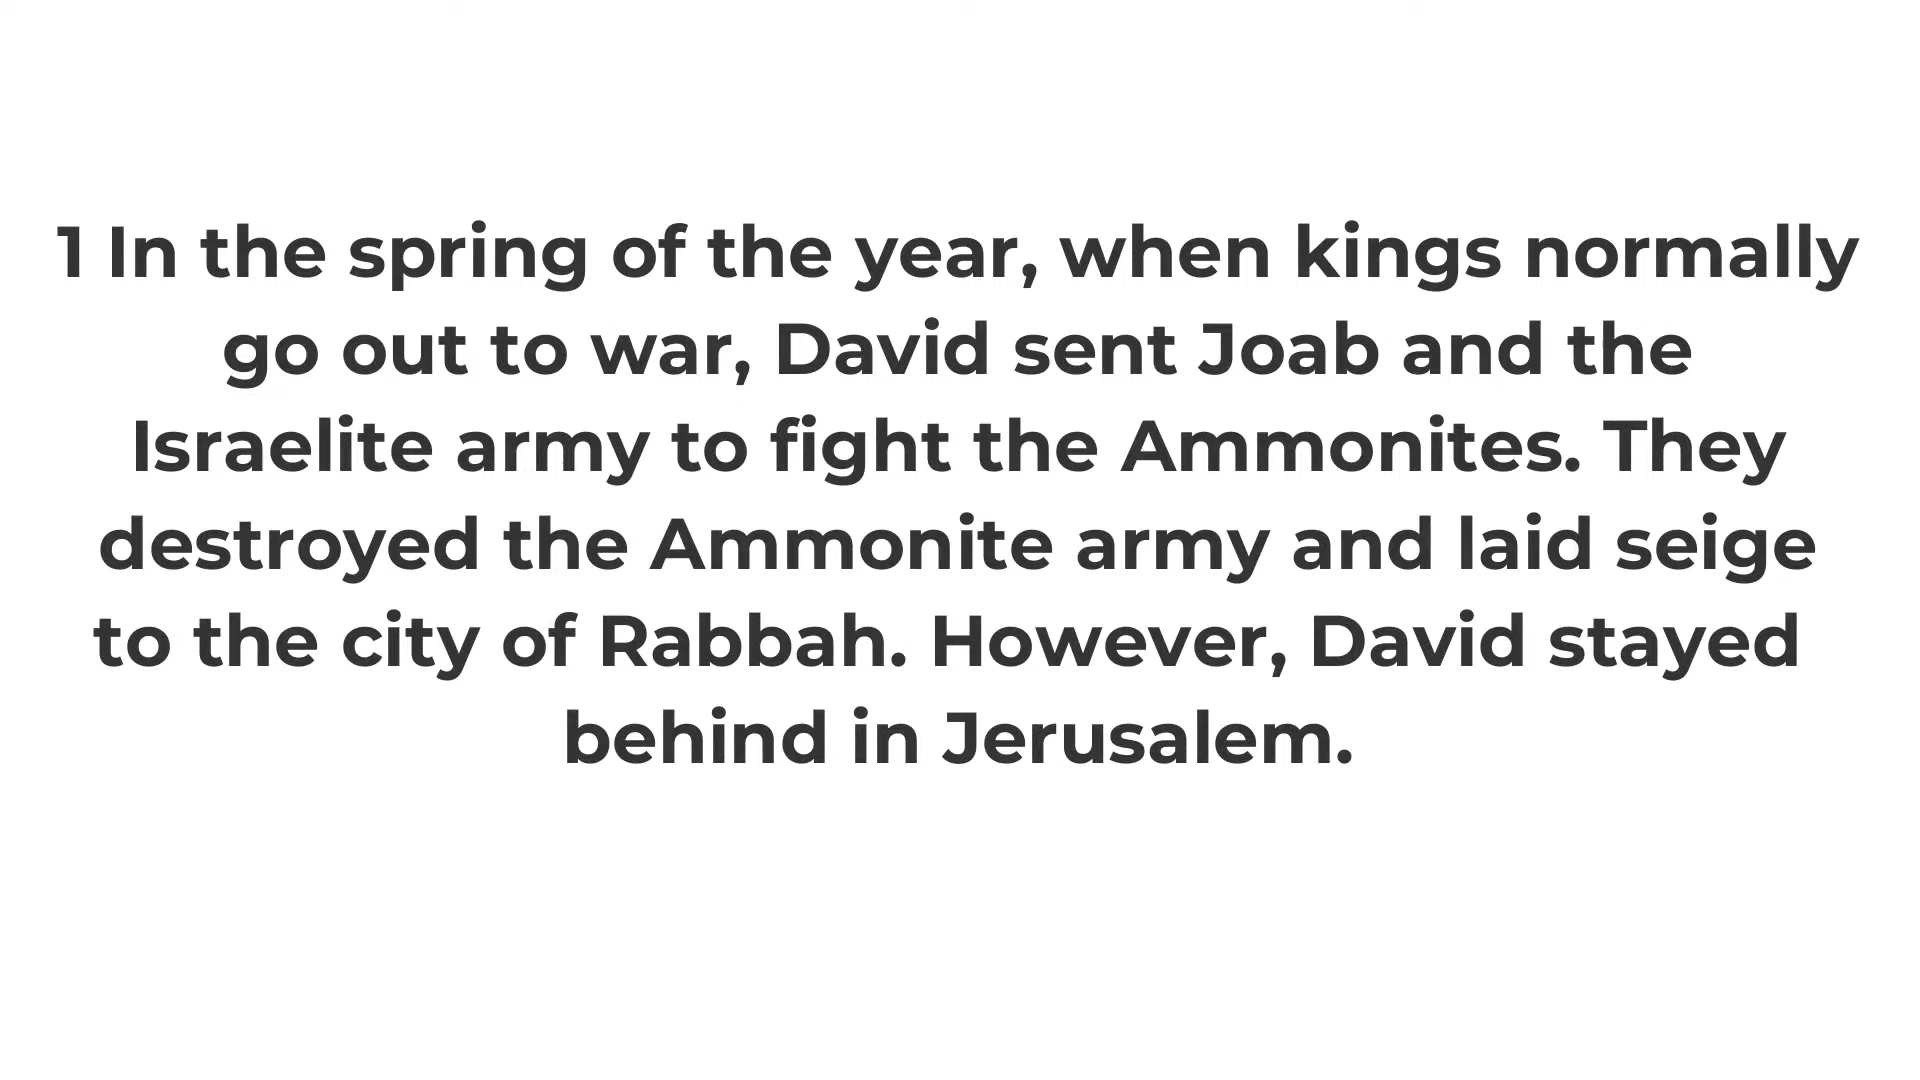 1 In the spring of the year, when kings normally
go out to war, David sent Joab and the
Israelite army to fight the Ammonites. They
destroyed the Ammonite army and laid seige
to the city of Rabbah. However, David stayed
behind in Jerusalem.